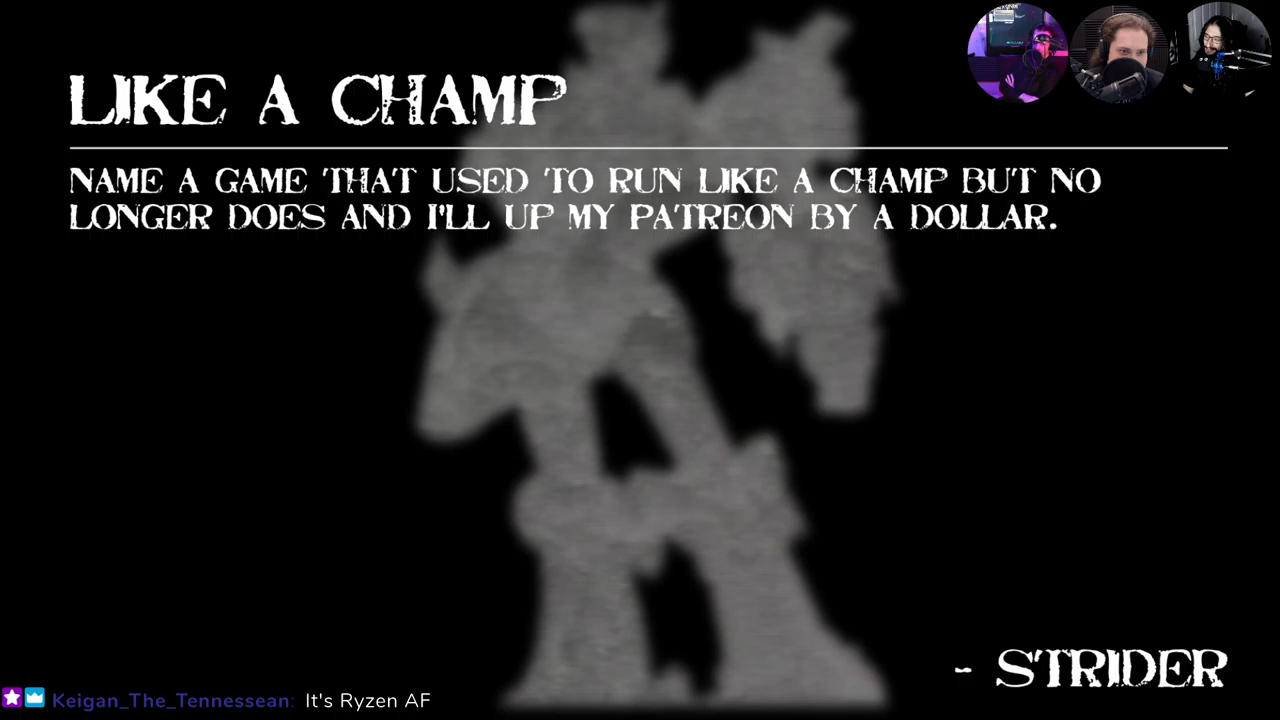 LIKE A CHAMP
NAME A GAME THAT USED TO RUN LIKE A CHAMP BUT NO
LONGER DOES AND I'LL UP MY PATREON BY A DOLLAR.
- STRIDER
Keigan_The_Tennessean: It's Ryzen AF